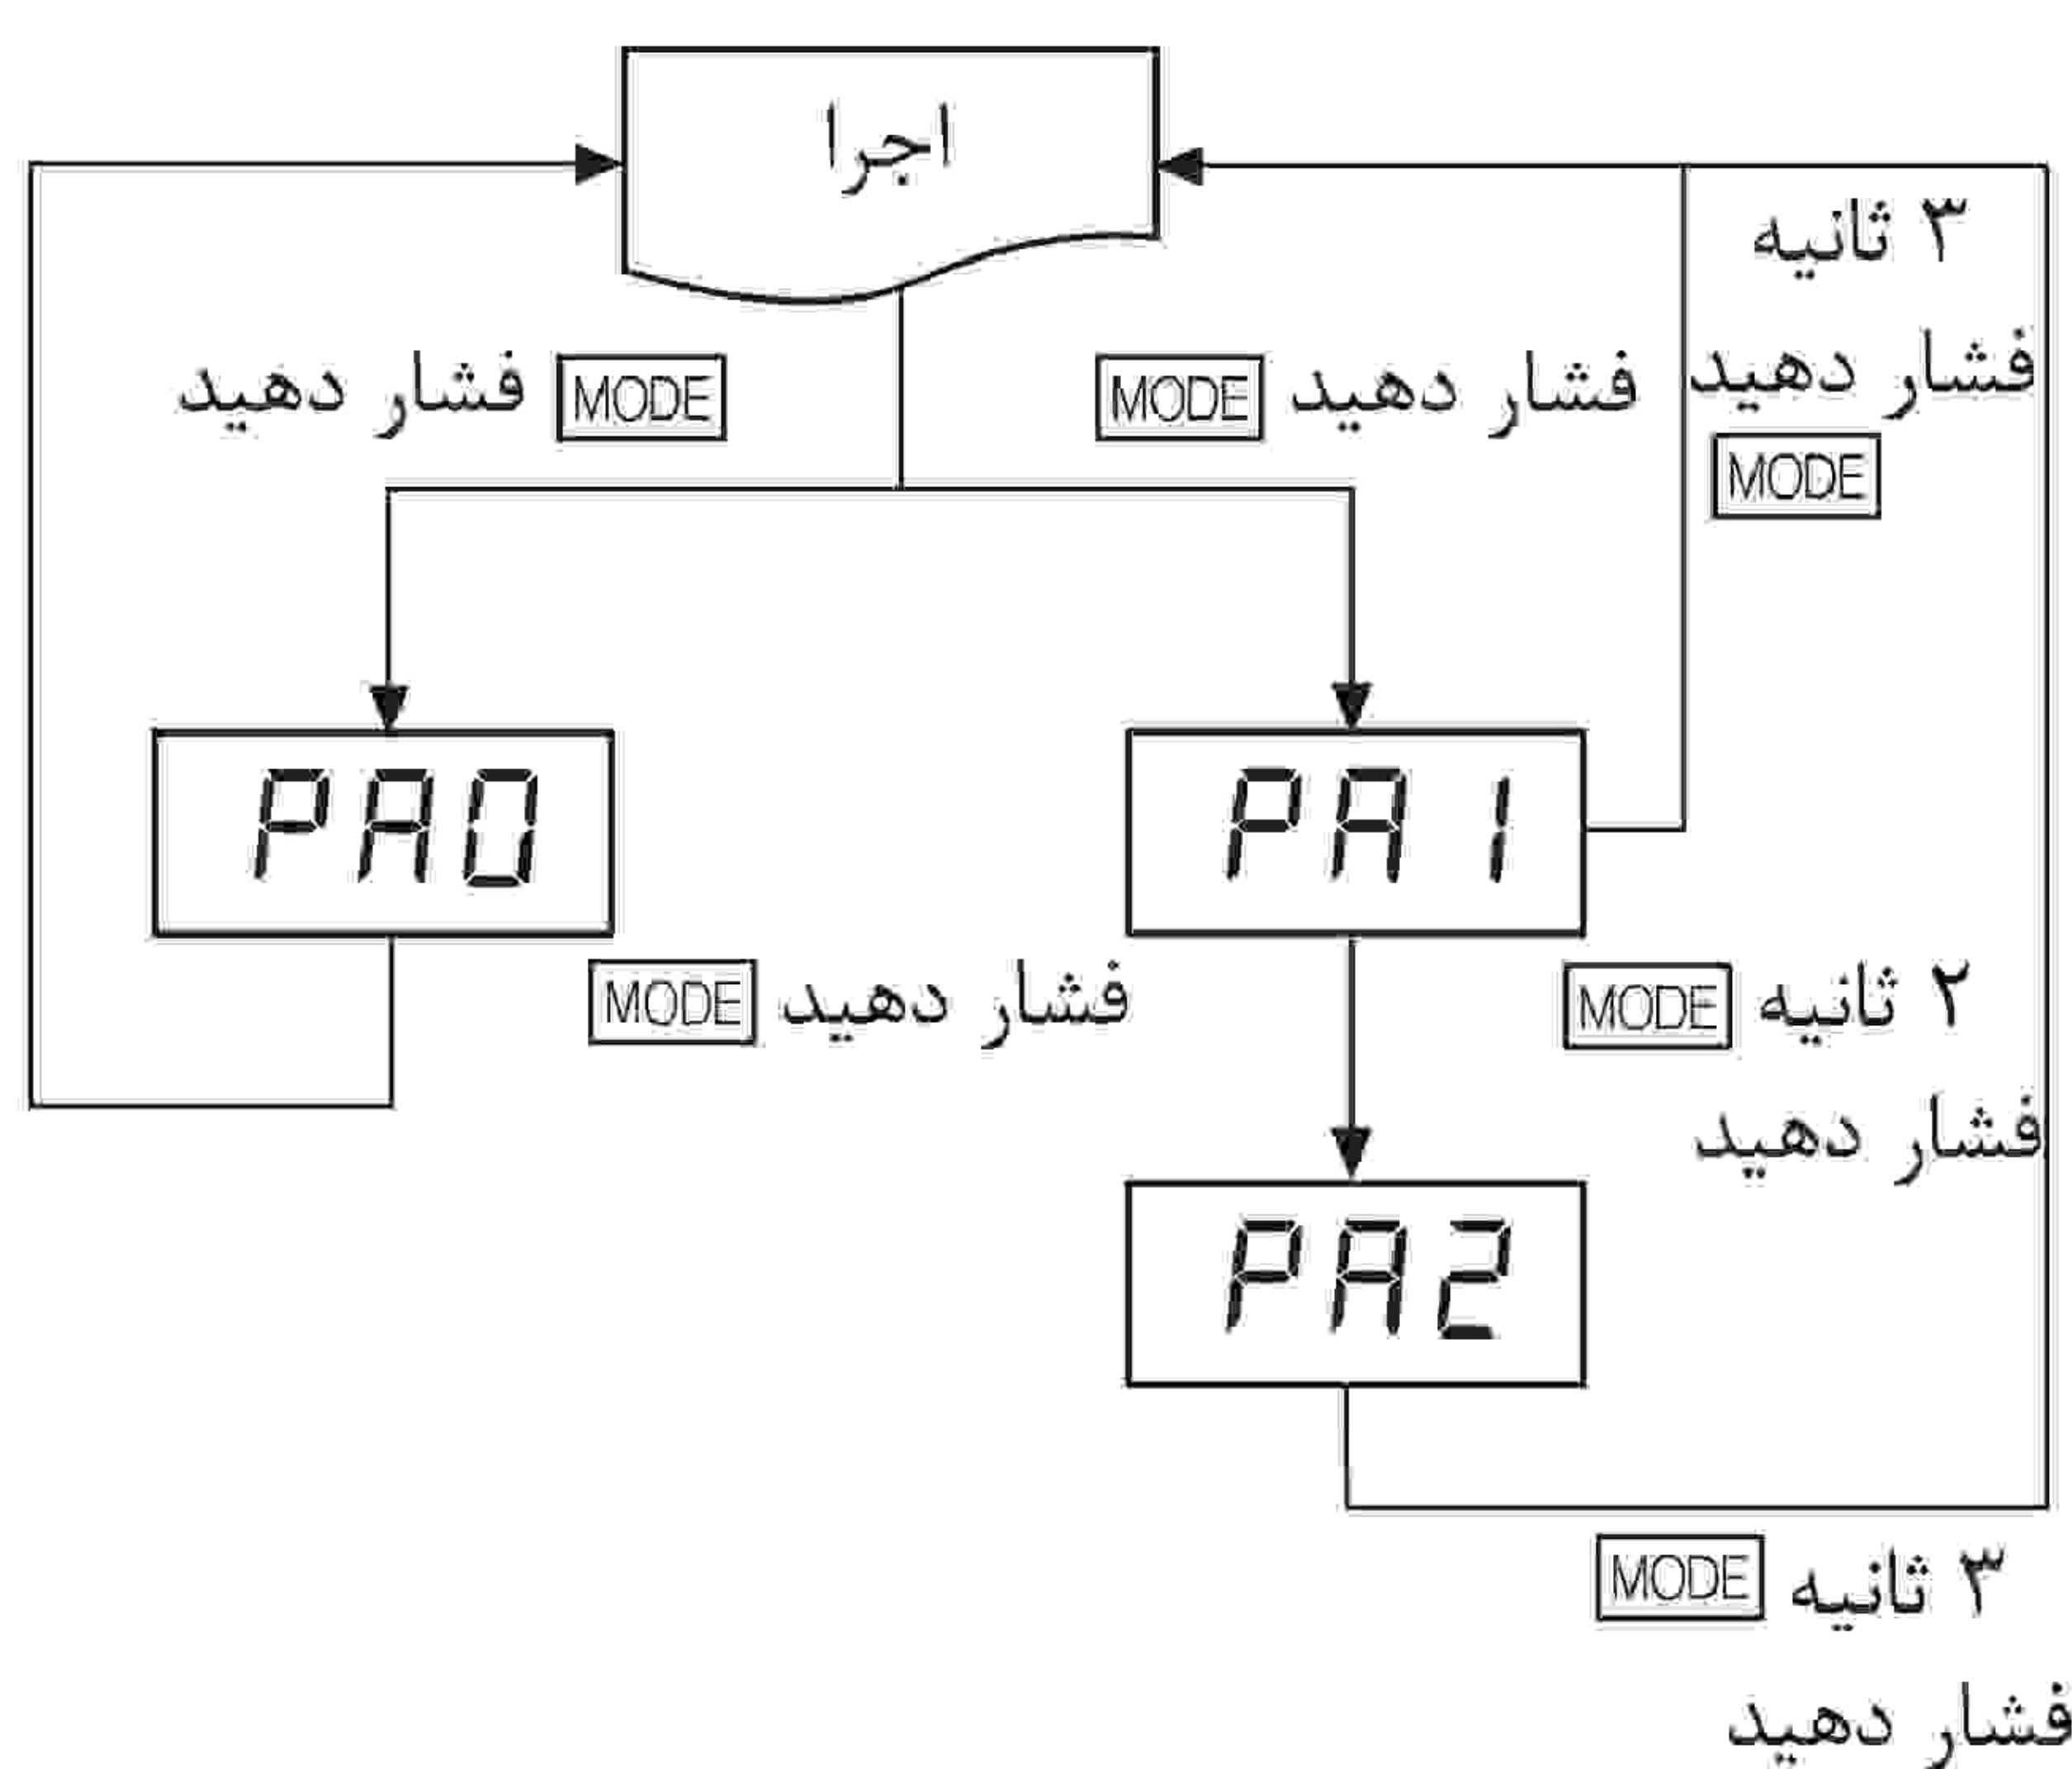 اجرا
۳ ثانیه
فشار دهید
MODE
فشار دهید MODE
MODE فشار دهید
PA0
PA1
فشار دهید MODE
۲ ثانیه MODE
فشار دهید
PA2
۳ ثانیه MODE
فشار دهید